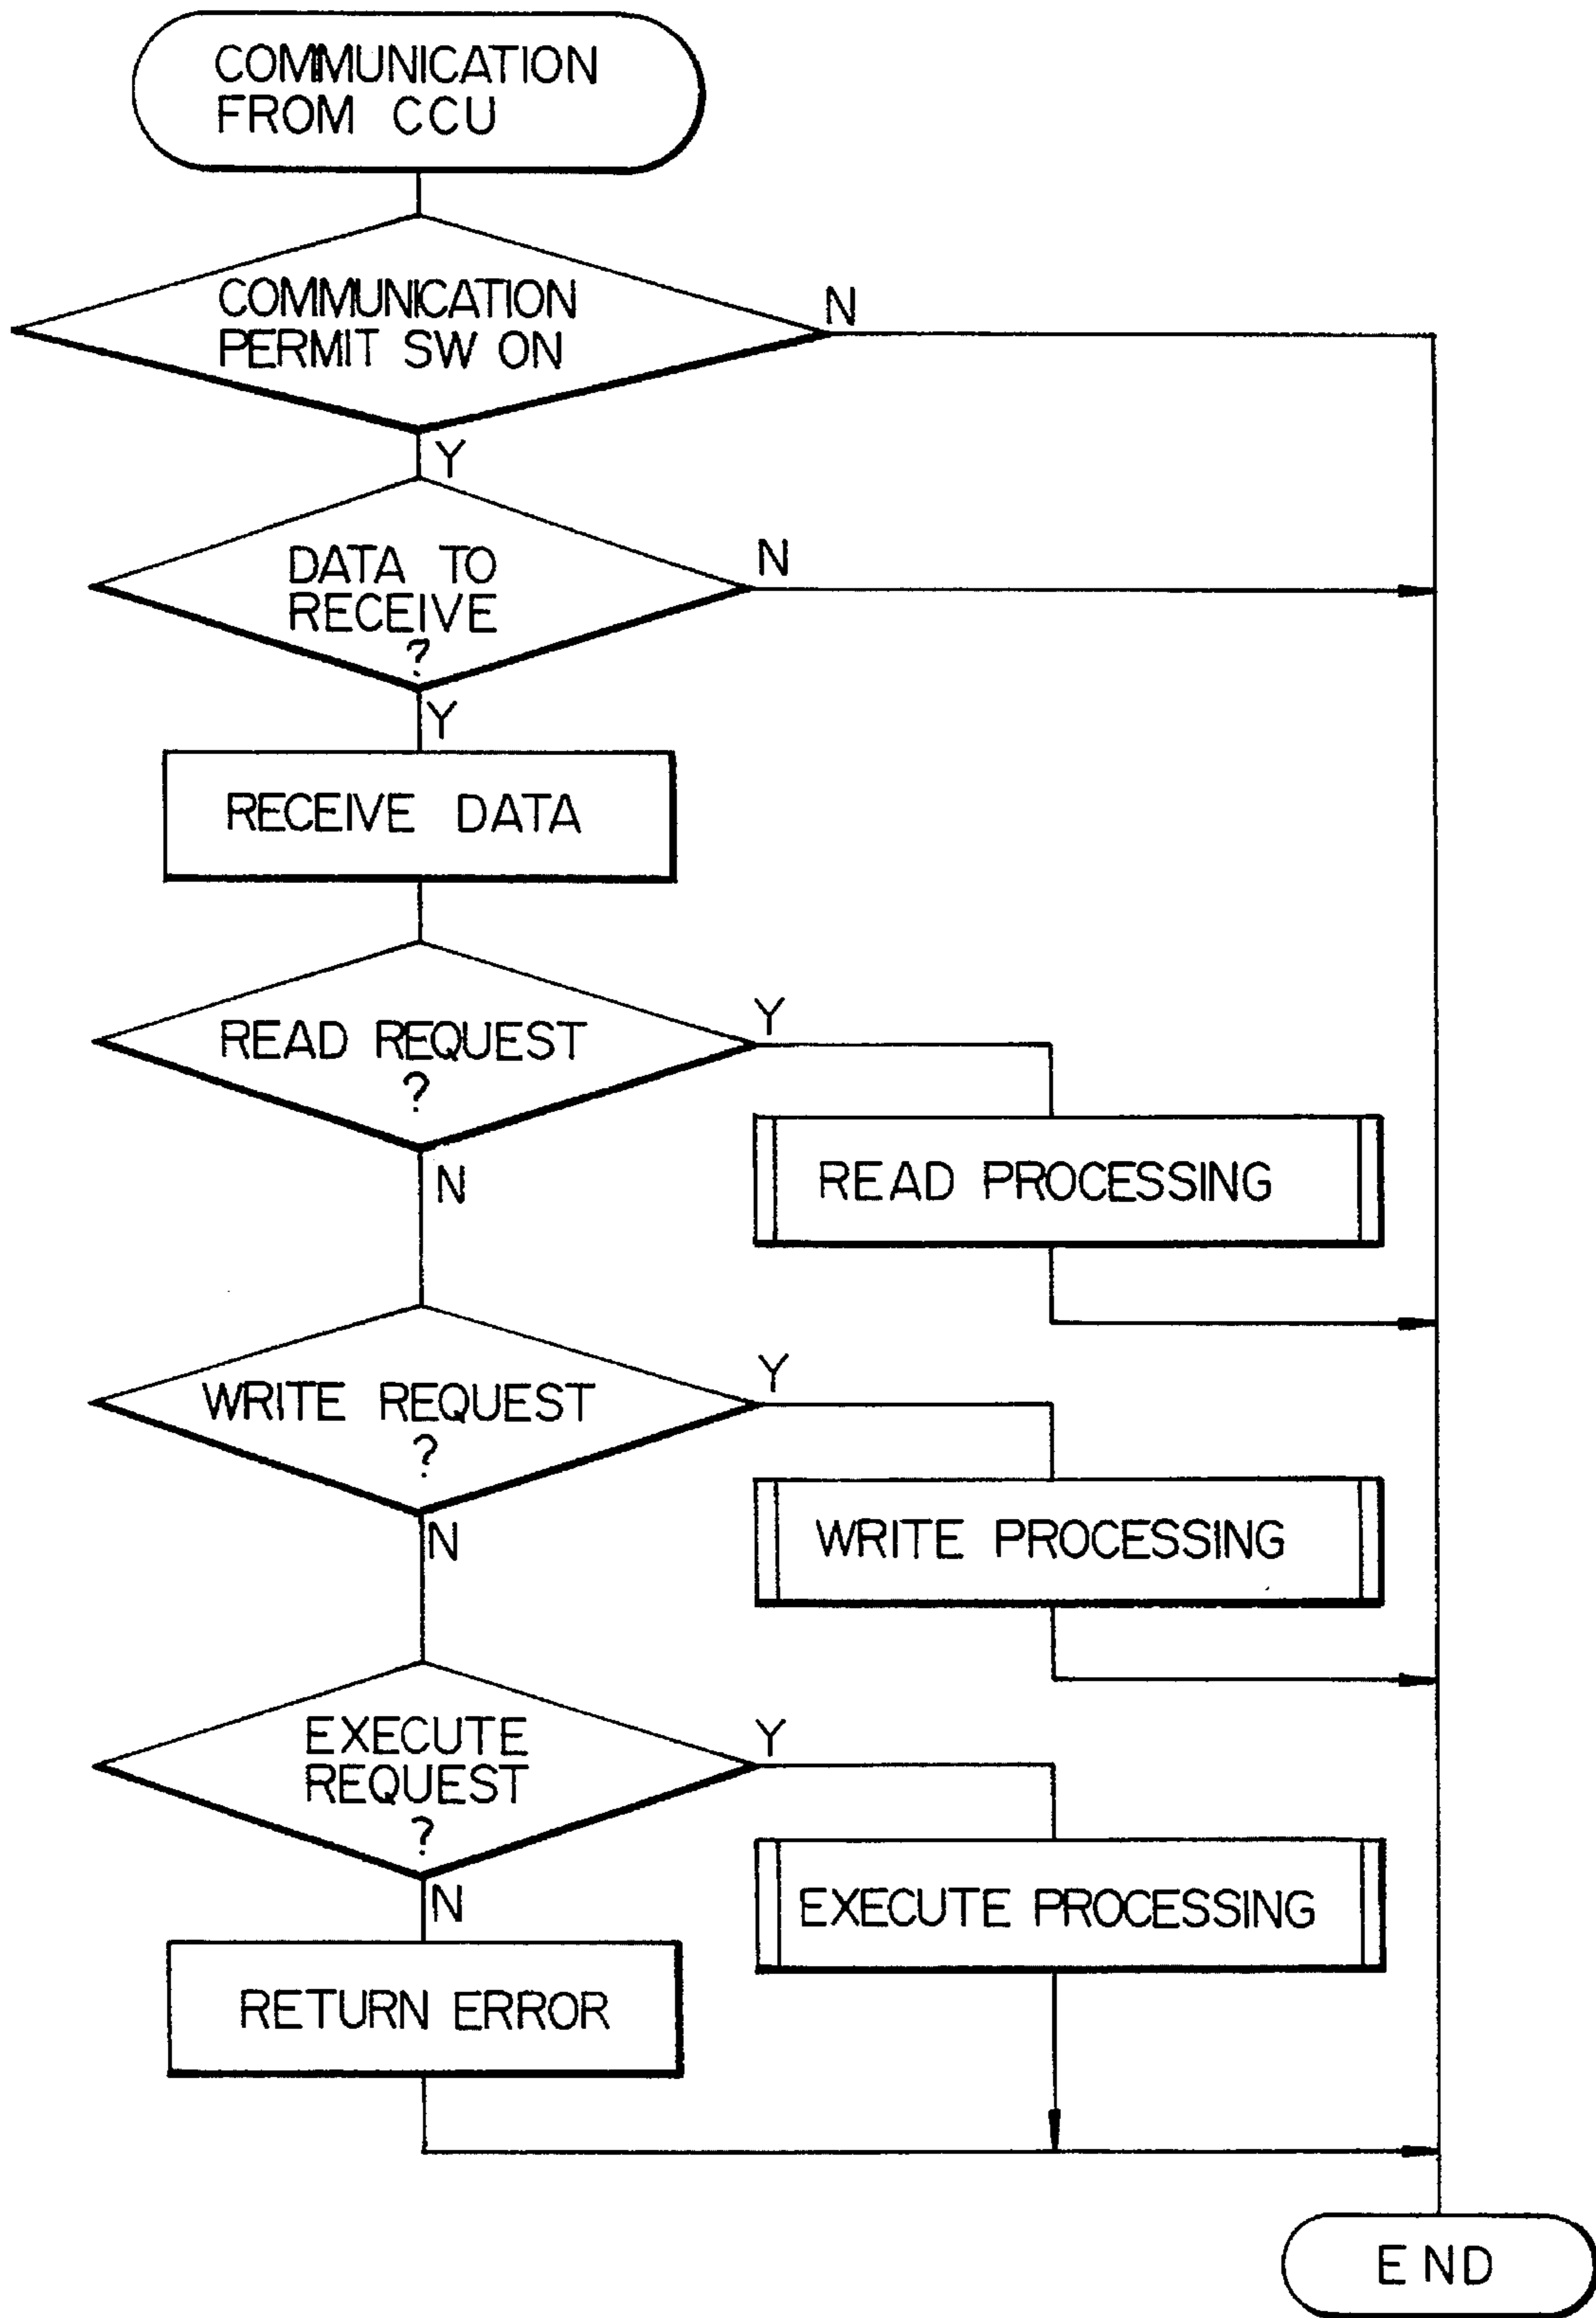 COMMUNICATION
FROM CCU
COMMUNICATION
PERMIT SW ON
N
Y
DATA TO
RECEIVE
?
N
Y
RECEIVE DATA
READ REQUEST
?
Y
N
READ PROCESSING
WRITE REQUEST
?
Y
N
WRITE PROCESSING
EXECUTE
REQUEST
?
Y
N
EXECUTE PROCESSING
RETURN ERROR
END